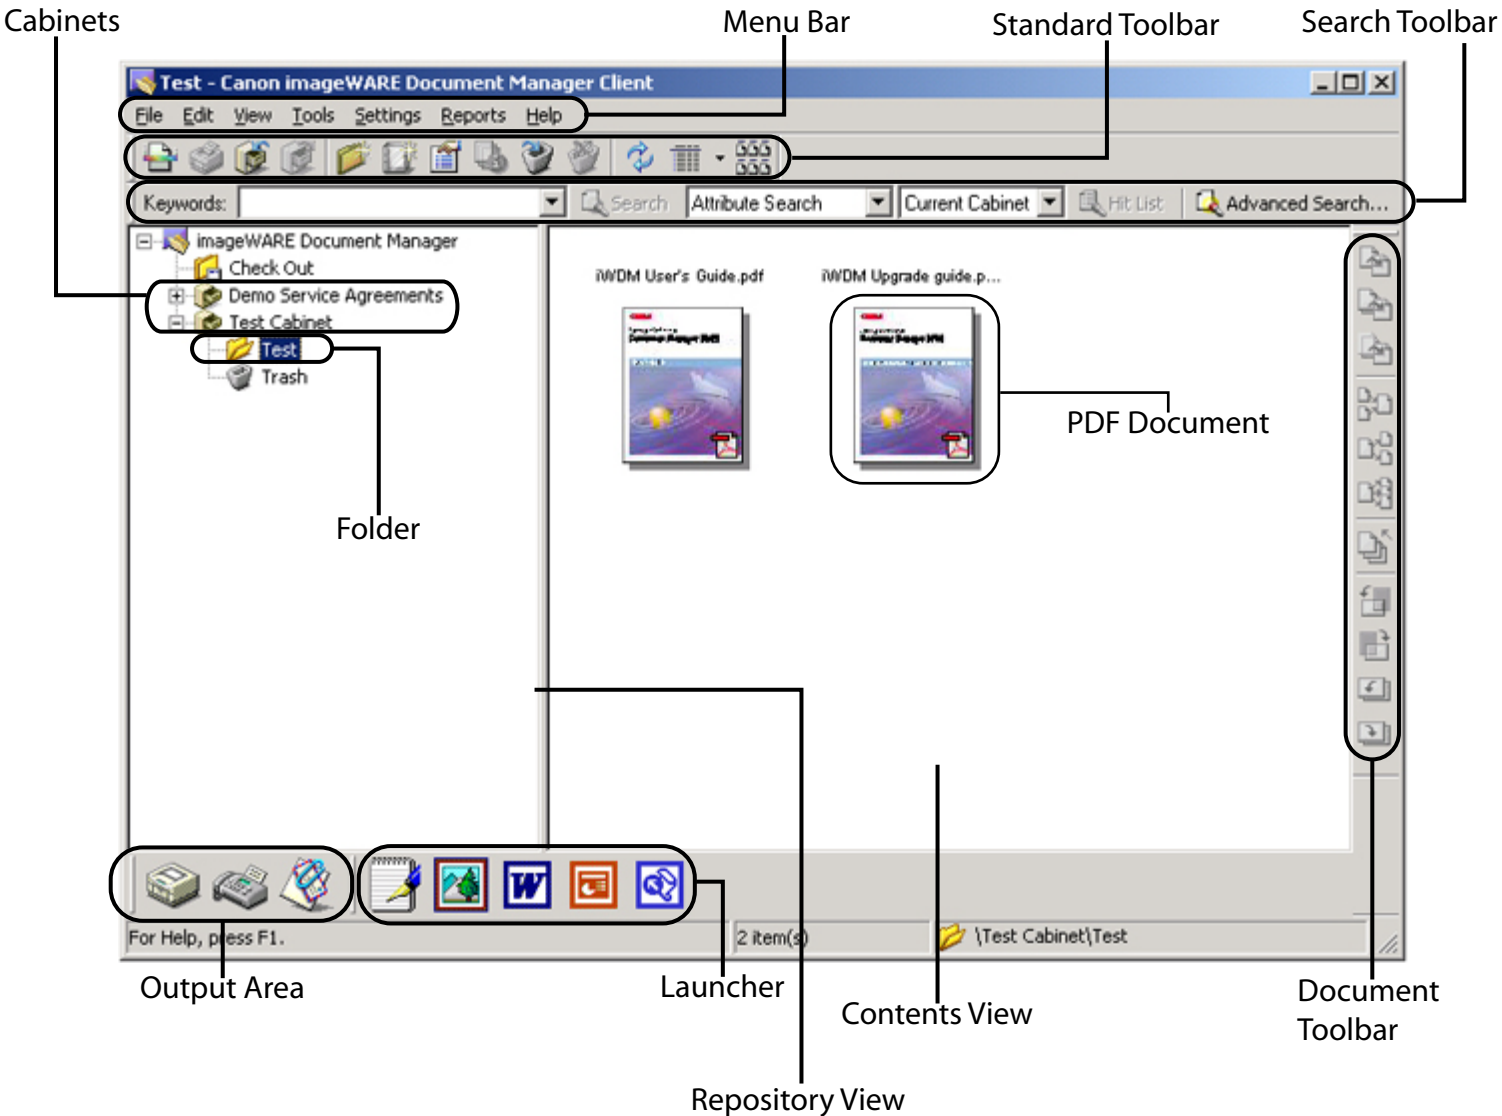 Cabinets
Menu Bar
Standard Toolbar
Search Toolbar
Test - Canon imageWARE Document Manager Client
File Edit View Tools Settings Reports Help
Keywords: Search Attribute Search Current Cabinet Hit List Advanced Search...
imageWARE Document Manager
Check Out
Demo Service Agreements
Test Cabinet
Test
Trash
iWDM User's Guide.pdf
iWDM Upgrade guide.p...
PDF Document
Folder
For Help, press F1.
2 item(s)
\Test Cabinet\Test
Output Area
Launcher
Contents View
Document
Toolbar
Repository View